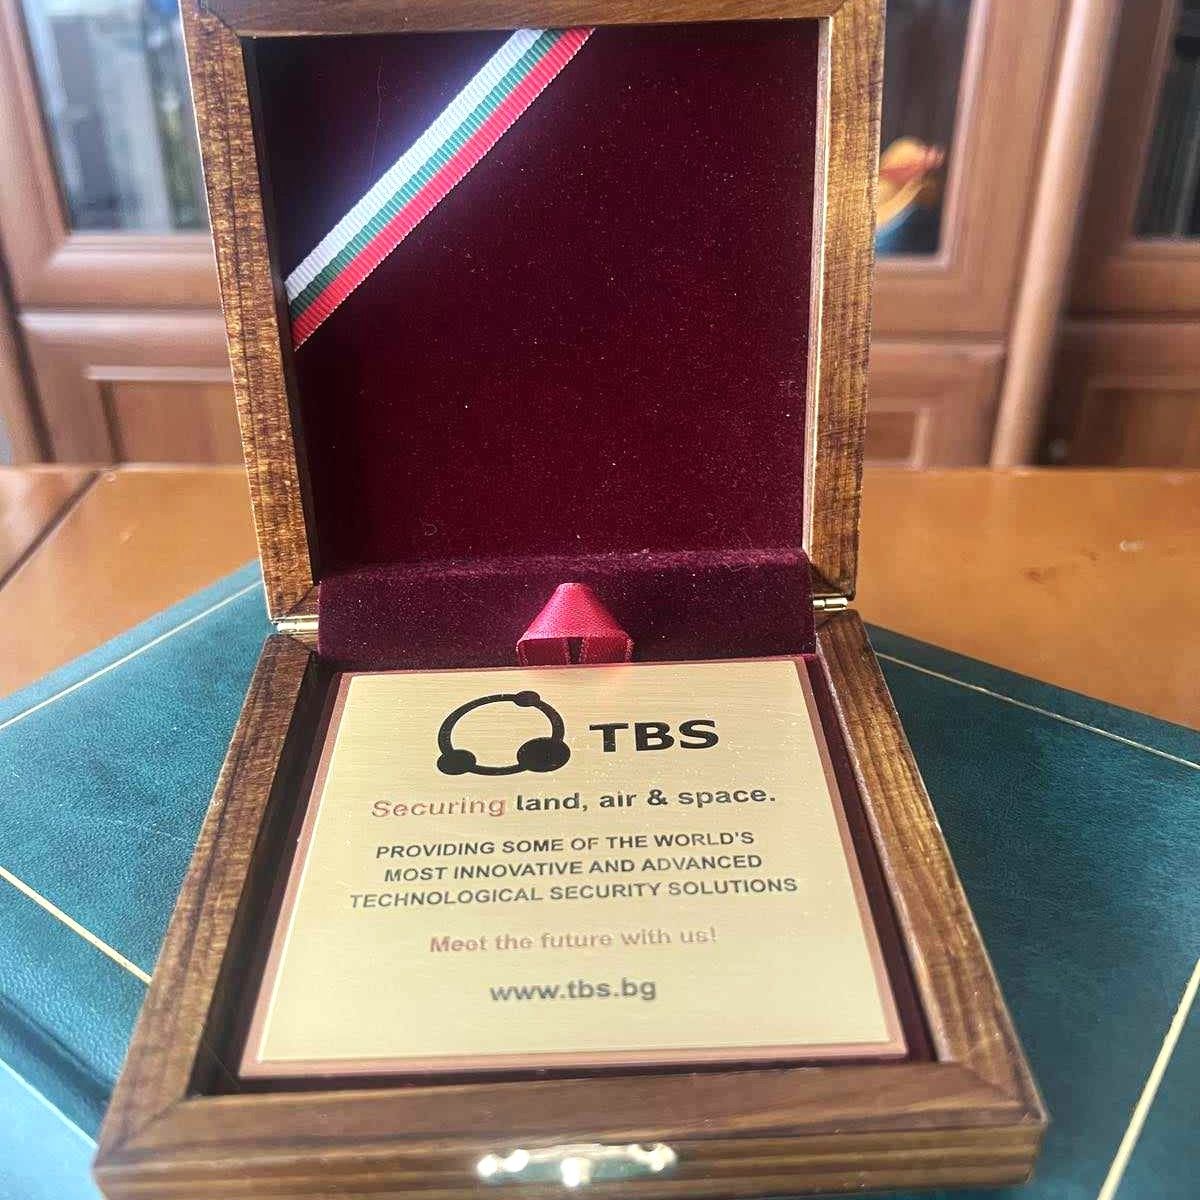 TBS
Securing land, air & space.
PROVIDING SOME OF THE WORLD'S
MOST INNOVATIVE AND ADVANCED
TECHNOLOGICAL SECURITY SOLUTIONS
Meet the future with us!
www.tbs.bg